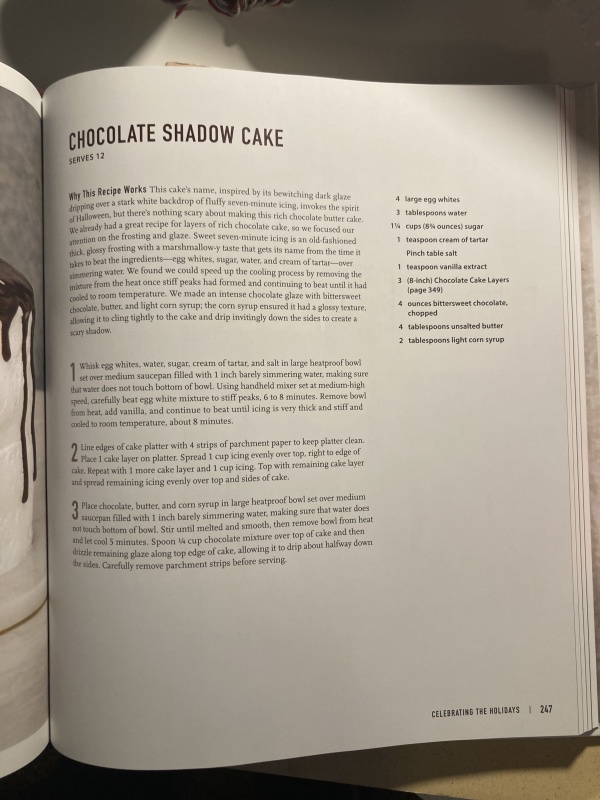 CHOCOLATE SHADOW CAKE
SERVES 12
Why This Recipe Works This cake's name, inspired by its bewitching dark glaze
dripping over a stark white backdrop of fluffy seven-minute icing, invokes the spirit
of Halloween, but there's nothing scary about making this rich chocolate butter cake.
We already had a great recipe for layers of rich chocolate cake, so we focused our
attention on the frosting and glaze. Sweet seven-minute icing is an old-fashioned
thick, glossy frosting with a marshmallow-y taste that gets its name from the time it
takes to beat the ingredients—egg whites, sugar, water, and cream of tartar—over
simmering water. We found we could speed up the cooling process by removing the
mixture from the heat once stiff peaks had formed and continuing to beat until it had
cooled to room temperature. We made an intense chocolate glaze with bittersweet
chocolate, butter, and light corn syrup; the corn syrup ensured it had a glossy texture,
allowing it to cling tightly to the cake and drip invitingly down the sides to create a
scary shadow.
1 Whisk egg whites, water, sugar, cream of tartar, and salt in large heatproof bowl
set over medium saucepan filled with 1 inch barely simmering water, making sure
that water does not touch bottom of bowl. Using handheld mixer set at medium-high
speed, carefully beat egg white mixture to stiff peaks, 6 to 8 minutes. Remove bowl
from heat, add vanilla, and continue to beat until icing is very thick and stiff and
cooled to room temperature, about 8 minutes.
2 Line edges of cake platter with 4 strips of parchment paper to keep platter clean.
Place 1 cake layer on platter. Spread 1 cup icing evenly over top, right to edge of
cake. Repeat with 1 more cake layer and 1 cup icing. Top with remaining cake layer
and spread remaining icing evenly over top and sides of cake.
3 Place chocolate, butter, and corn syrup in large heatproof bowl set over medium
saucepan filled with 1 inch barely simmering water, making sure that water does
not touch bottom of bowl. Stir until melted and smooth, then remove bowl from heat
and let cool 5 minutes. Spoon ¼ cup chocolate mixture over top of cake and then
drizzle remaining glaze along top edge of cake, allowing it to drip about halfway down
the sides. Carefully remove parchment strips before serving.
4 large egg whites
3 tablespoons water
1¼ cups (8¾ ounces) sugar
1 teaspoon cream of tartar
Pinch table salt
1 teaspoon vanilla extract
3 (8-inch) Chocolate Cake Layers
(page 349)
4 ounces bittersweet chocolate,
chopped
4 tablespoons unsalted butter
2 tablespoons light corn syrup
CELEBRATING THE HOLIDAYS | 247